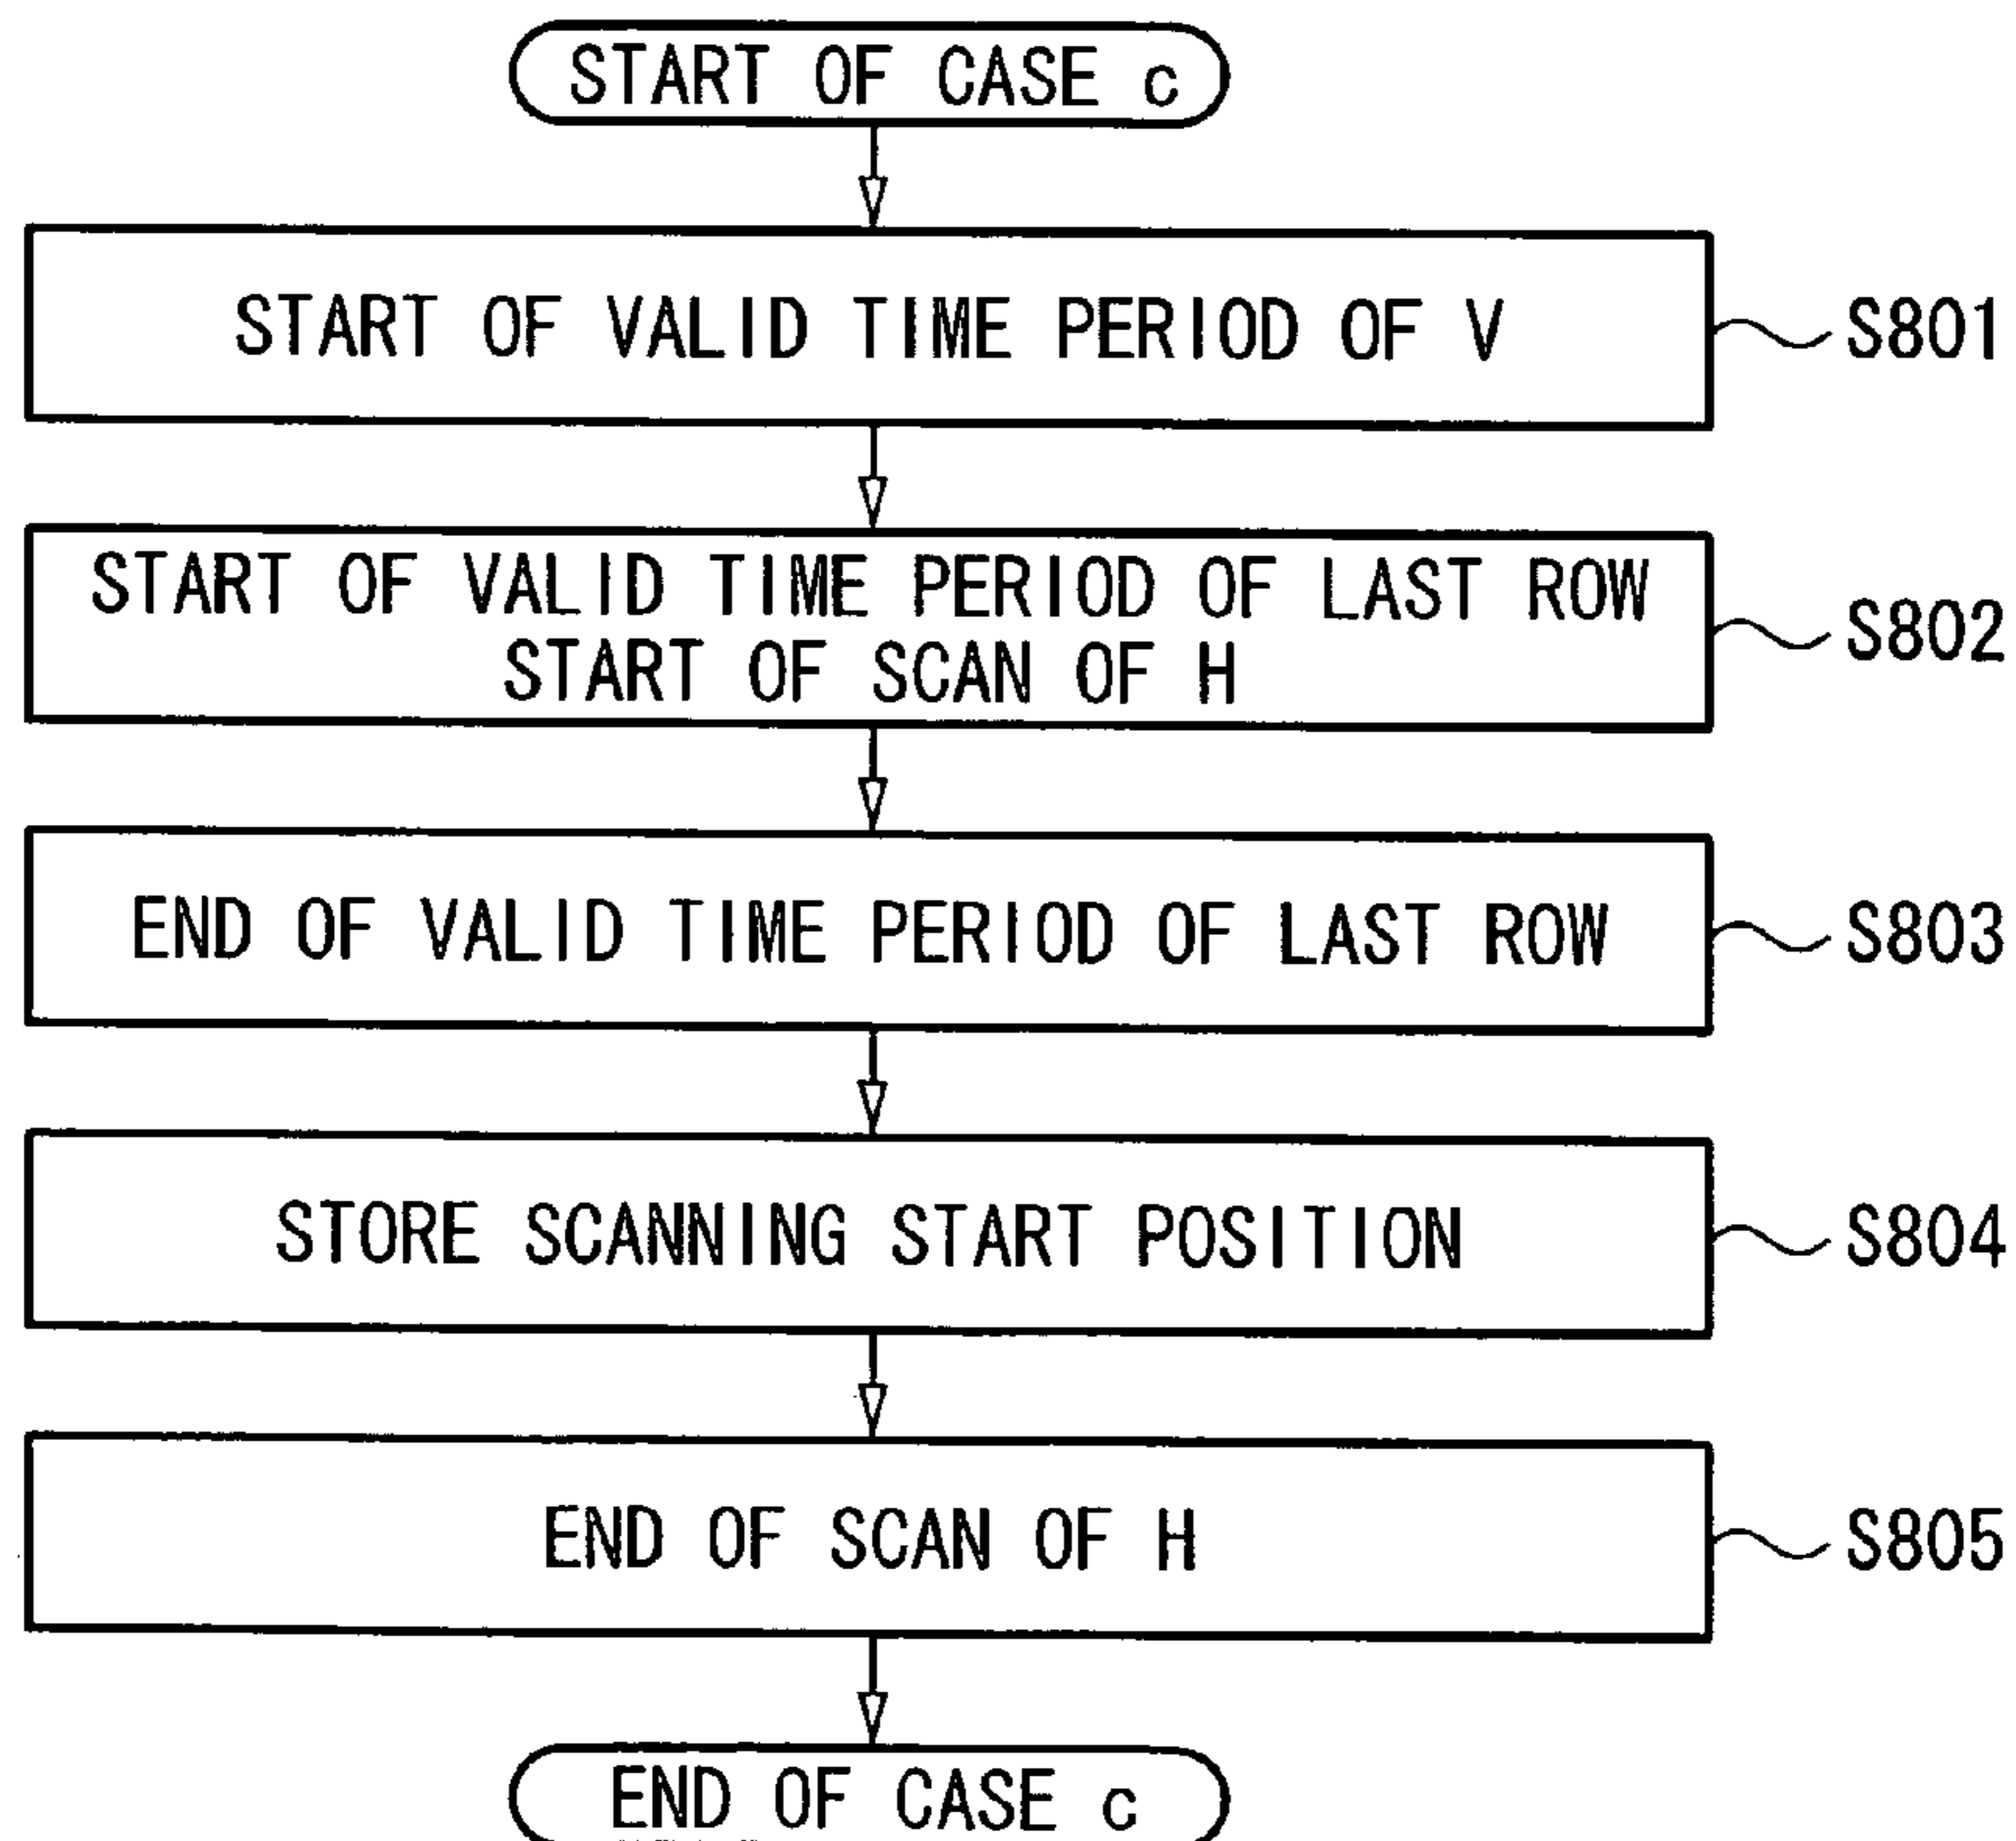 START OF CASE c
START OF VALID TIME PERIOD OF V
S801
START OF VALID TIME PERIOD OF LAST ROW
START OF SCAN OF H
S802
END OF VALID TIME PERIOD OF LAST ROW
S803
STORE SCANNING START POSITION
S804
END OF SCAN OF H
S805
END OF CASE c